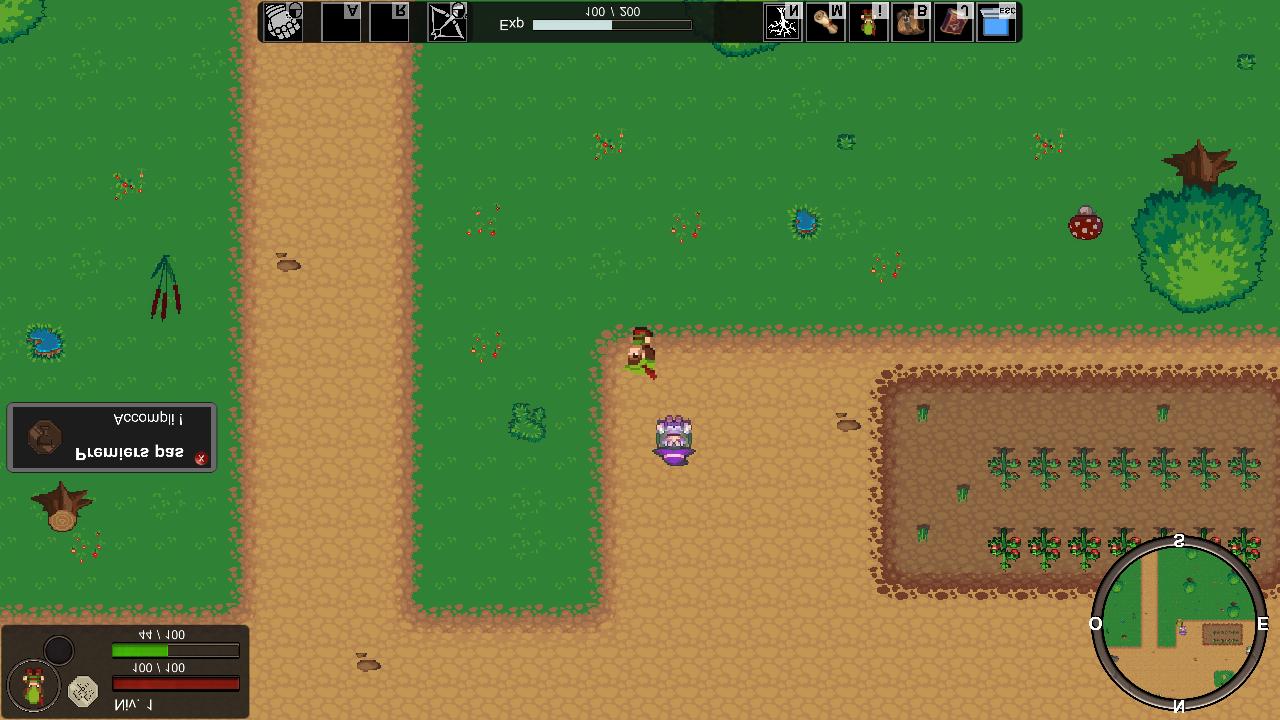 Niv. 1
100 / 100
44 / 100
N
O
E
S
Premiers pas
Accompli !
A
R
Exp
100 / 200
N
M
I
B
J
ESC